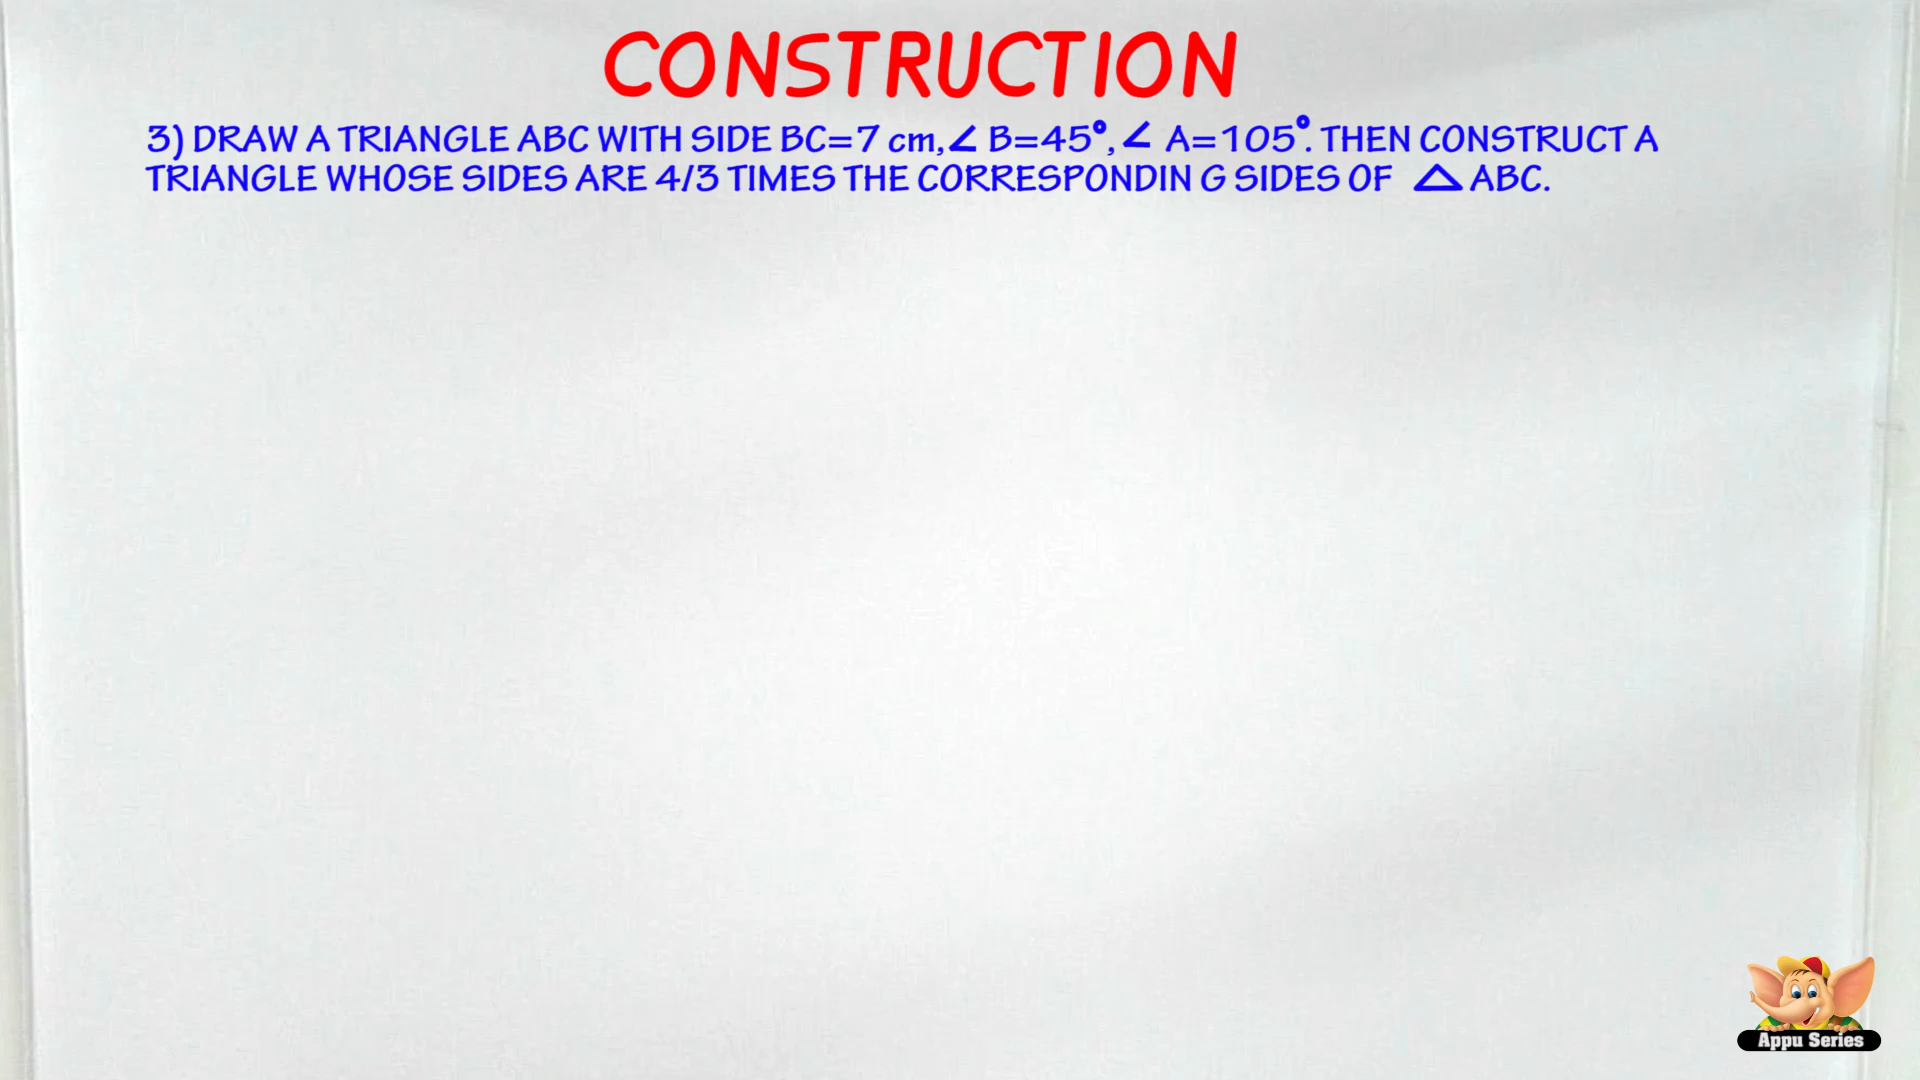 CONSTRUCTION
3) DRAW A TRIANGLE ABC WITH SIDE BC=7 cm,∠ B=45°, ∠ A=105°. THEN CONSTRUCT A
TRIANGLE WHOSE SIDES ARE 4/3 TIMES THE CORRESPONDIN G SIDES OF △ ABC.
Appu Series